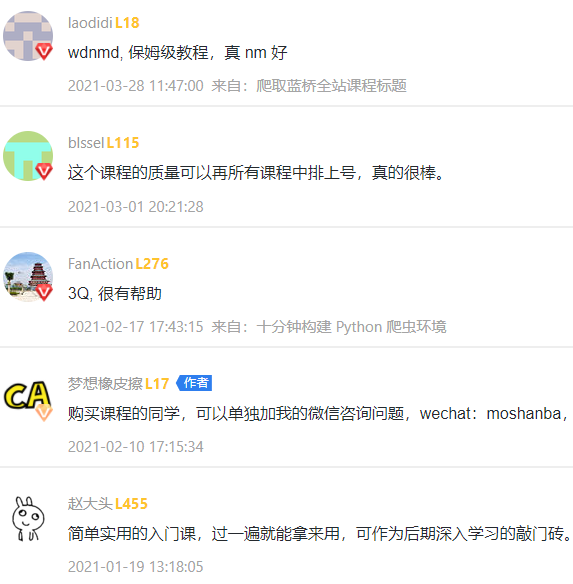 laodidi L18
wdnmd, 保姆级教程，真 nm 好
2021-03-28 11:47:00 来自：爬取蓝桥全站课程标题
blssel L115
这个课程的质量可以再所有课程中排上号，真的很棒。
2021-03-01 20:21:28
FanAction L276
3Q, 很有帮助
2021-02-17 17:43:15 来自：十分钟构建 Python 爬虫环境
CA
梦想橡皮擦 L17 作者
购买课程的同学，可以单独加我的微信咨询问题，wechat：moshanba，
2021-02-10 17:15:34
赵大头 L455
简单实用的入门课，过一遍就能拿来用，可作为后期深入学习的敲门砖。
2021-01-19 13:18:05